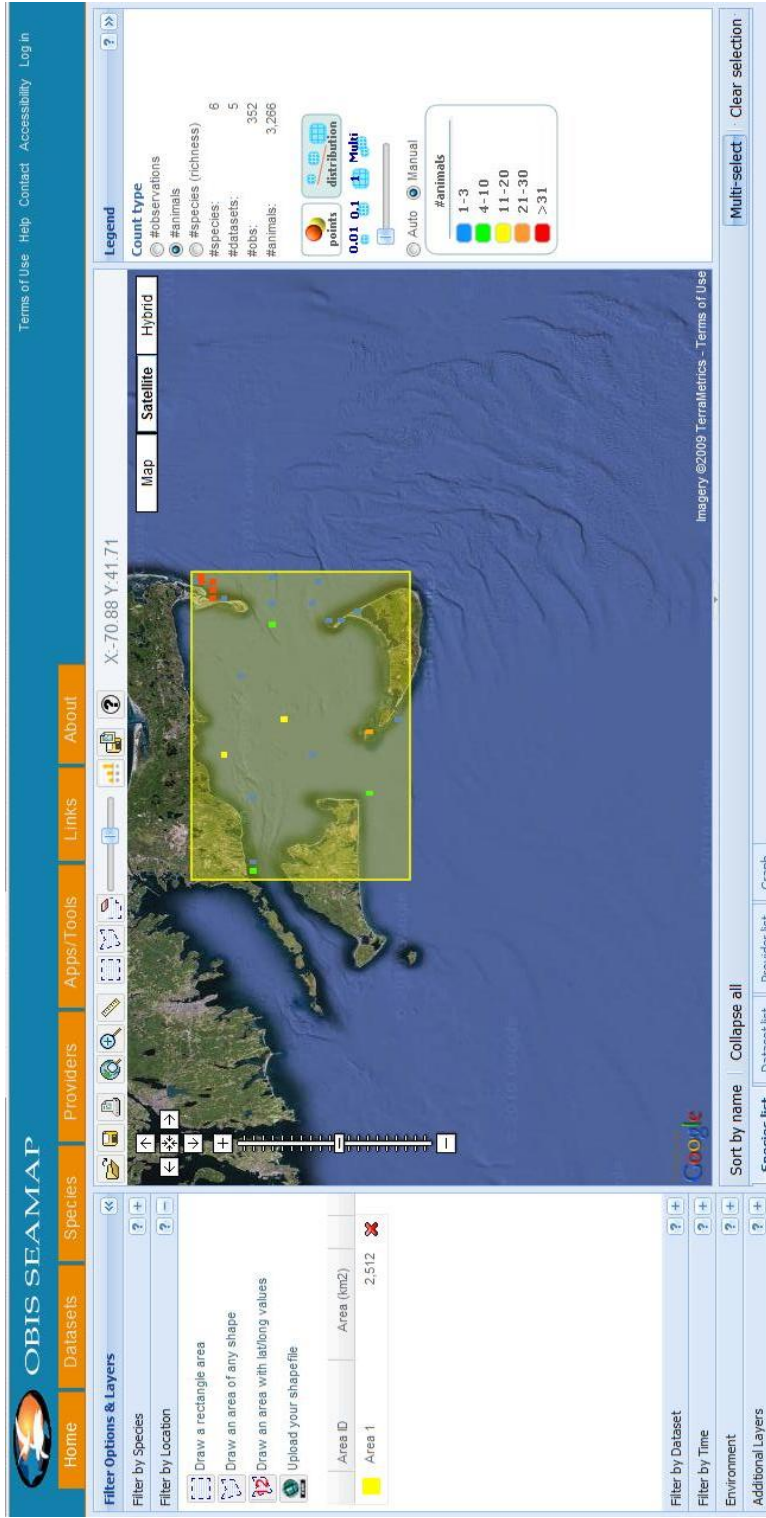 OBIS SEAMAP
Terms of Use Help Contact Accessibility Log in
Home Datasets Species Providers Apps/Tools Links About
Filter Options & Layers
Filter by Species
Filter by Location
Draw a rectangle area
Draw an area of any shape
Draw an area with lat/long values
Upload your shapefile
Area ID Area (km2)
Area 1 2,512
Filter by Dataset
Filter by Time
Environment
Additional Layers
X:-70.88 Y:41.71
Map Satellite Hybrid
Google
Imagery ©2009 TerraMetrics - Terms of Use
Sort by name Collapse all
Multi-select Clear selection
Species list Dataset list Provider list Graph
Legend
Count type
#observations
#animals
#species (richness)
#species: 6
#datasets: 5
#obs: 352
#animals: 3,266
points distribution
0.01 0.1 1 Multi
Auto Manual
#animals
1-3
4-10
11-20
21-30
>31